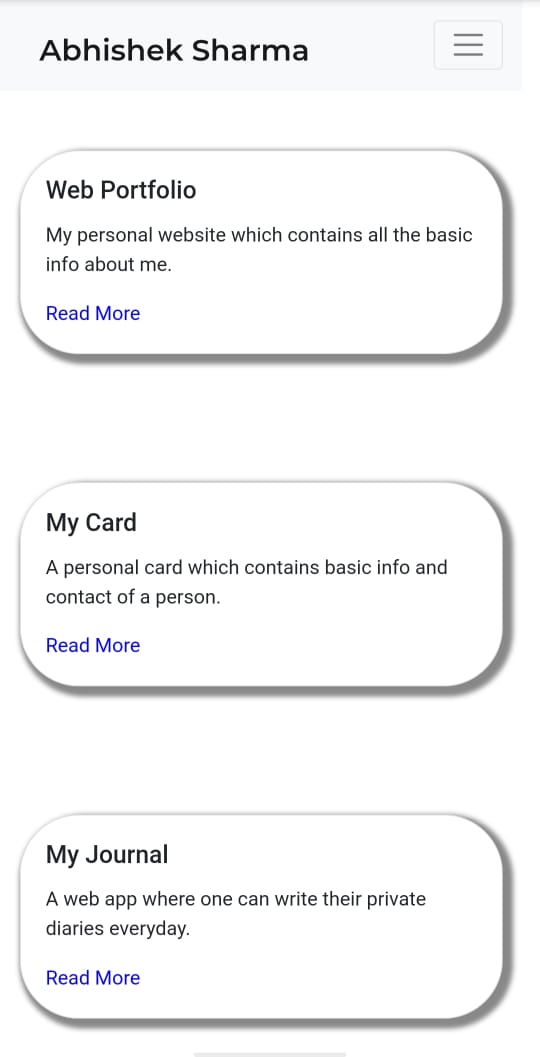 Abhishek Sharma
Web Portfolio
My personal website which contains all the basic
info about me.
Read More
My Card
A personal card which contains basic info and
contact of a person.
Read More
My Journal
A web app where one can write their private
diaries everyday.
Read More